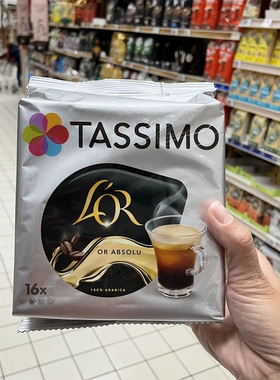 TASSIMO
L'OR
OR ABSOLU
100% ARABICA
16x